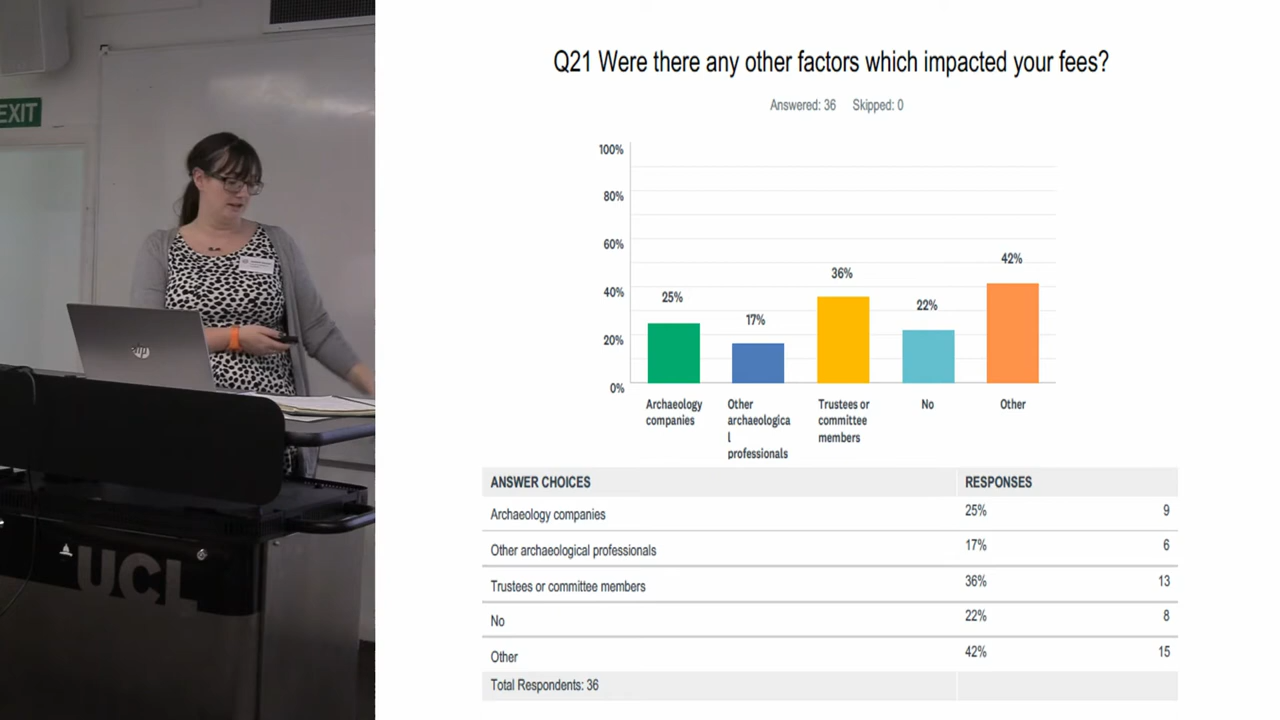 EXIT
hp
UCL
Q21 Were there any other factors which impacted your fees?
Answered: 36 Skipped: 0
100%
80%
60%
40%
20%
0%
25%
17%
36%
22%
42%
Archaeology
companies
Other
archaeologica
l
professionals
Trustees or
committee
members
No
Other
ANSWER CHOICES RESPONSES
Archaeology companies 25% 9
Other archaeological professionals 17% 6
Trustees or committee members 36% 13
No 22% 8
Other 42% 15
Total Respondents: 36